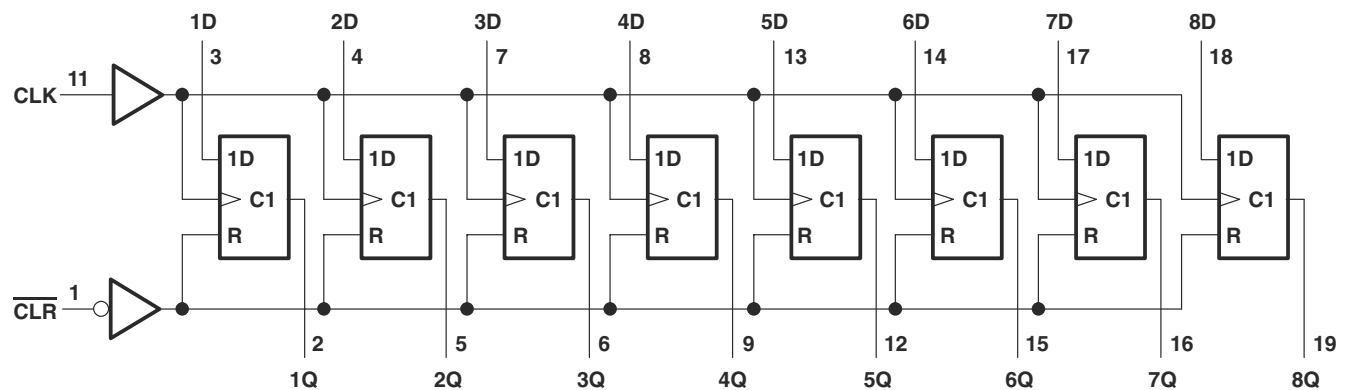 1D 2D 3D 4D 5D 6D 7D 8D
3 4 7 8 13 14 17 18
CLK 11
1D 1D 1D 1D 1D 1D 1D 1D
C1 C1 C1 C1 C1 C1 C1 C1
R R R R R R R R
CLR 1
2 5 6 9 12 15 16 19
1Q 2Q 3Q 4Q 5Q 6Q 7Q 8Q